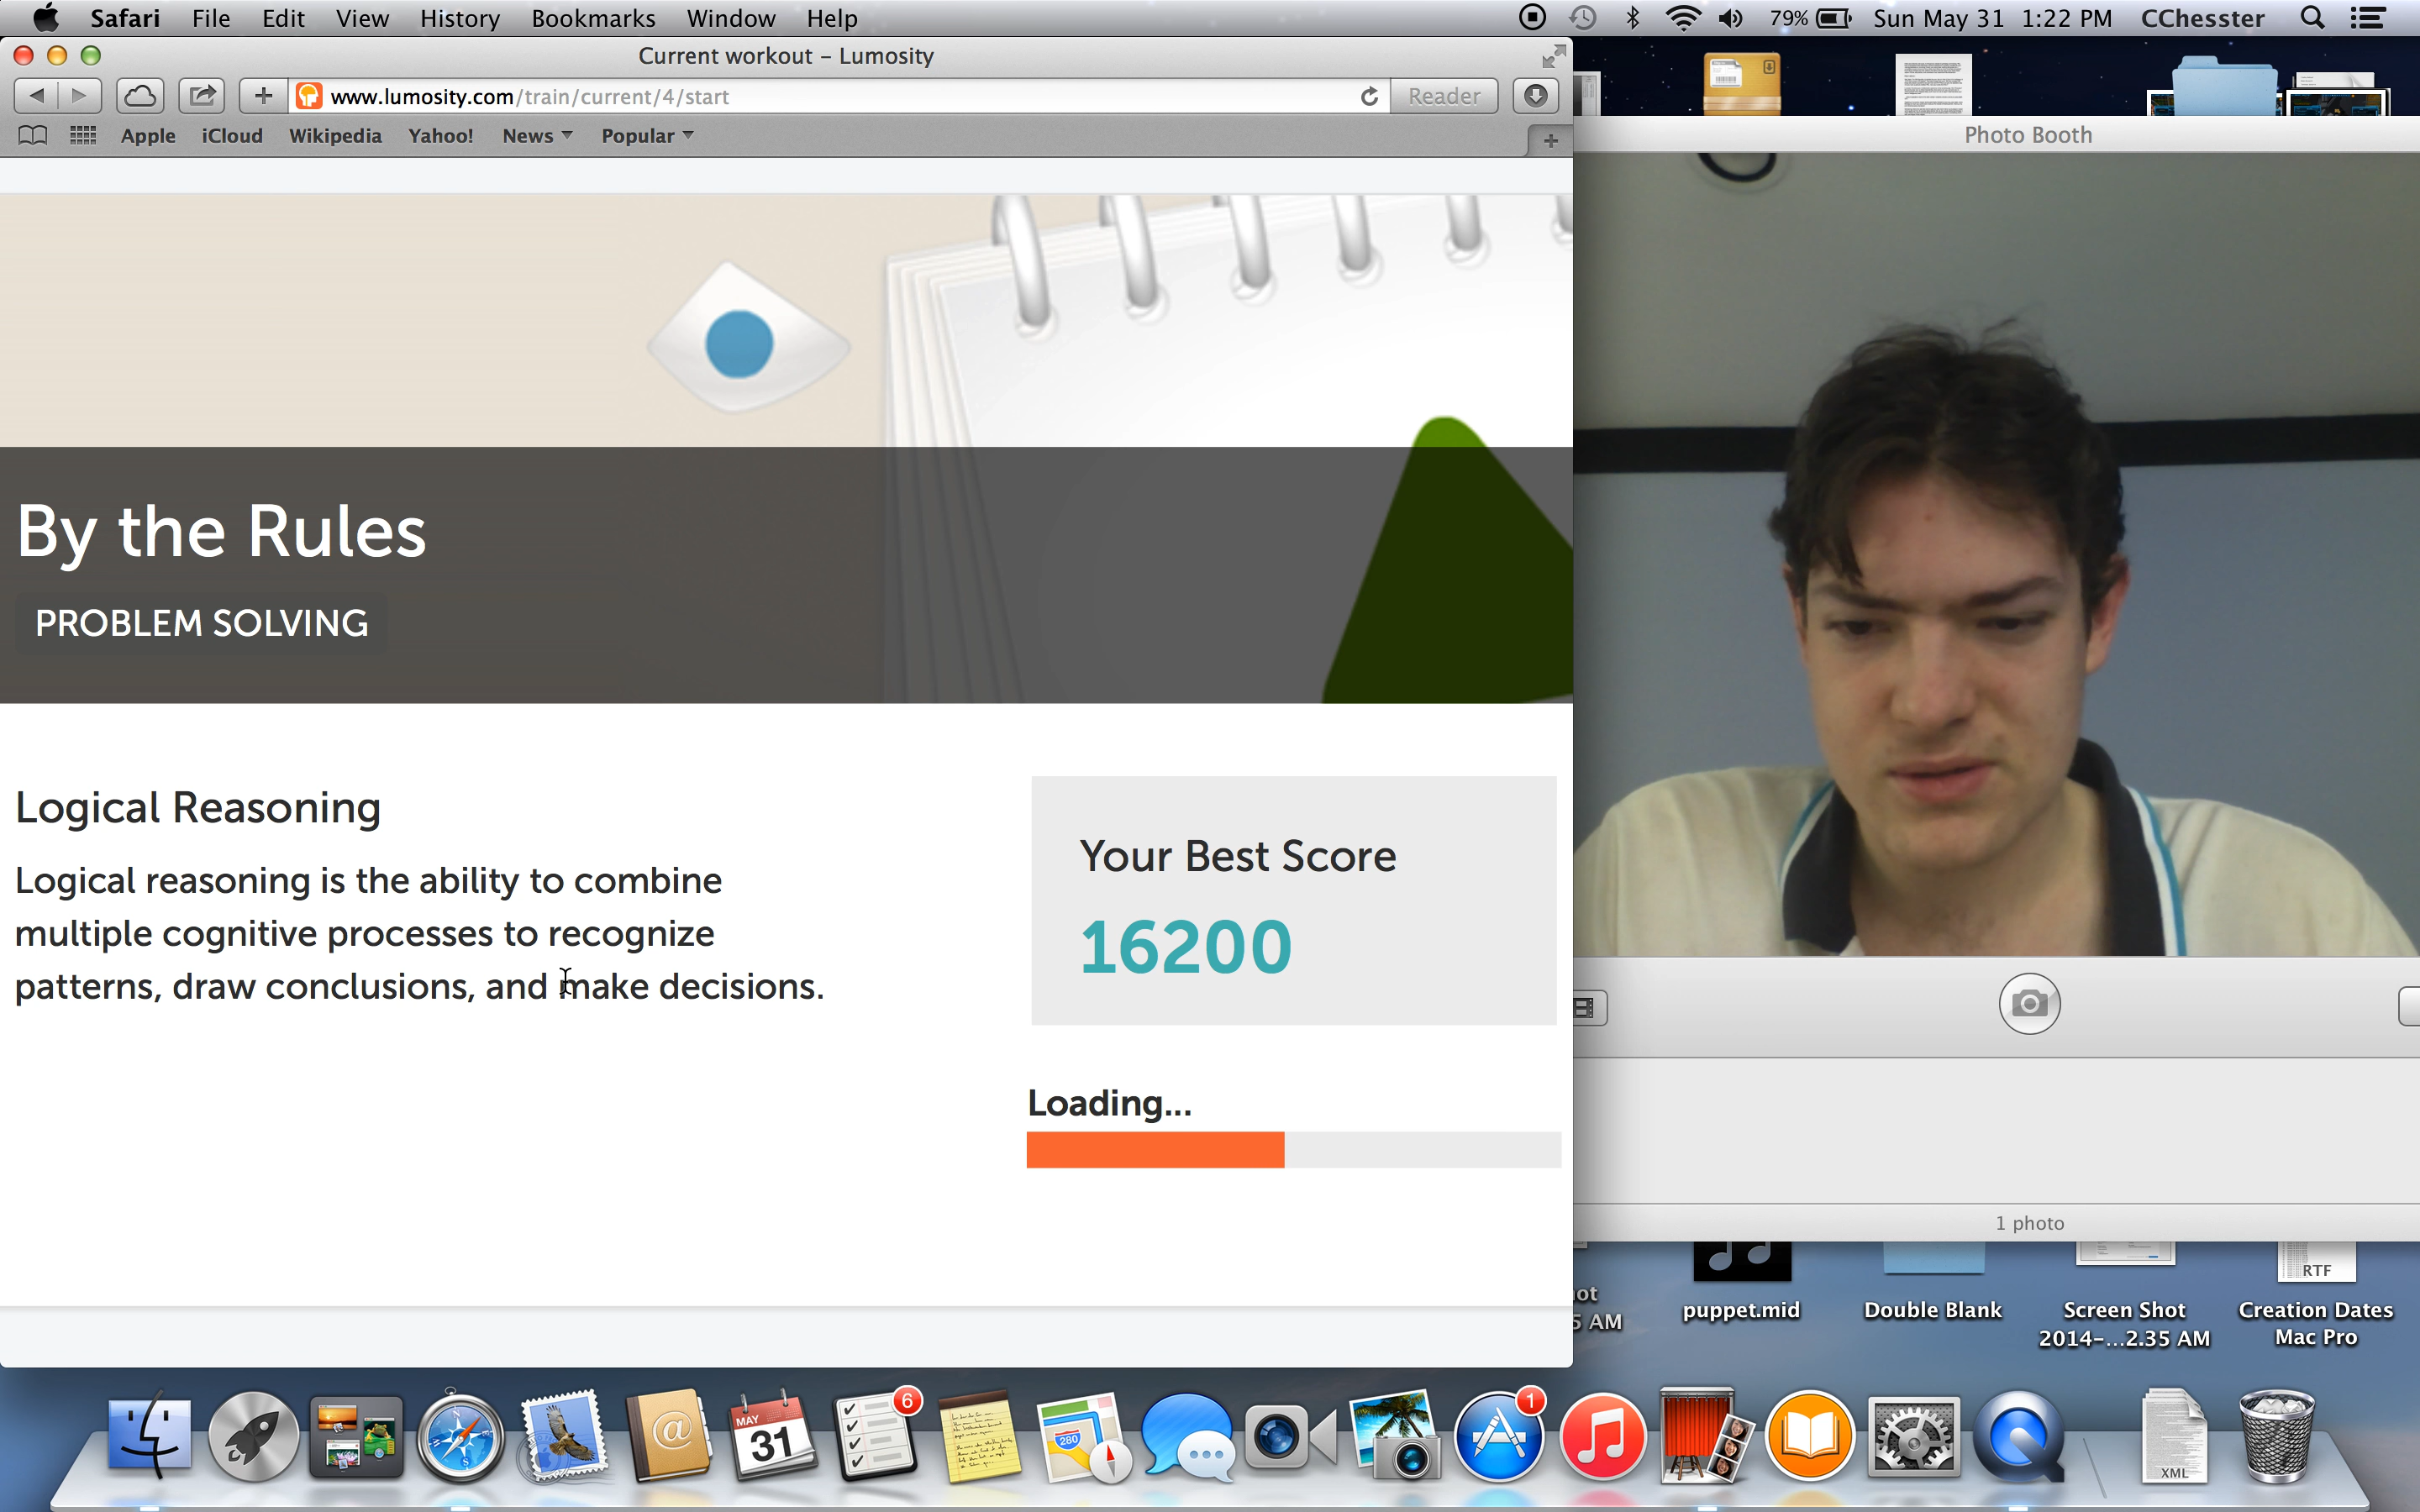 Safari File Edit View History Bookmarks Window Help 79% Sun May 31 1:22 PM CChesster
Current workout – Lumosity
www.lumosity.com/train/current/4/start Reader
Apple iCloud Wikipedia Yahoo! News Popular
Photo Booth
By the Rules
PROBLEM SOLVING
Logical Reasoning
Logical reasoning is the ability to combine
multiple cognitive processes to recognize
patterns, draw conclusions, and make decisions.
Your Best Score
16200
Loading...
1 photo
RTF
5 AM
puppet.mid
Double Blank
Screen Shot
2014-...2.35 AM
Creation Dates
Mac Pro
MAY
31
6
280
1
XML